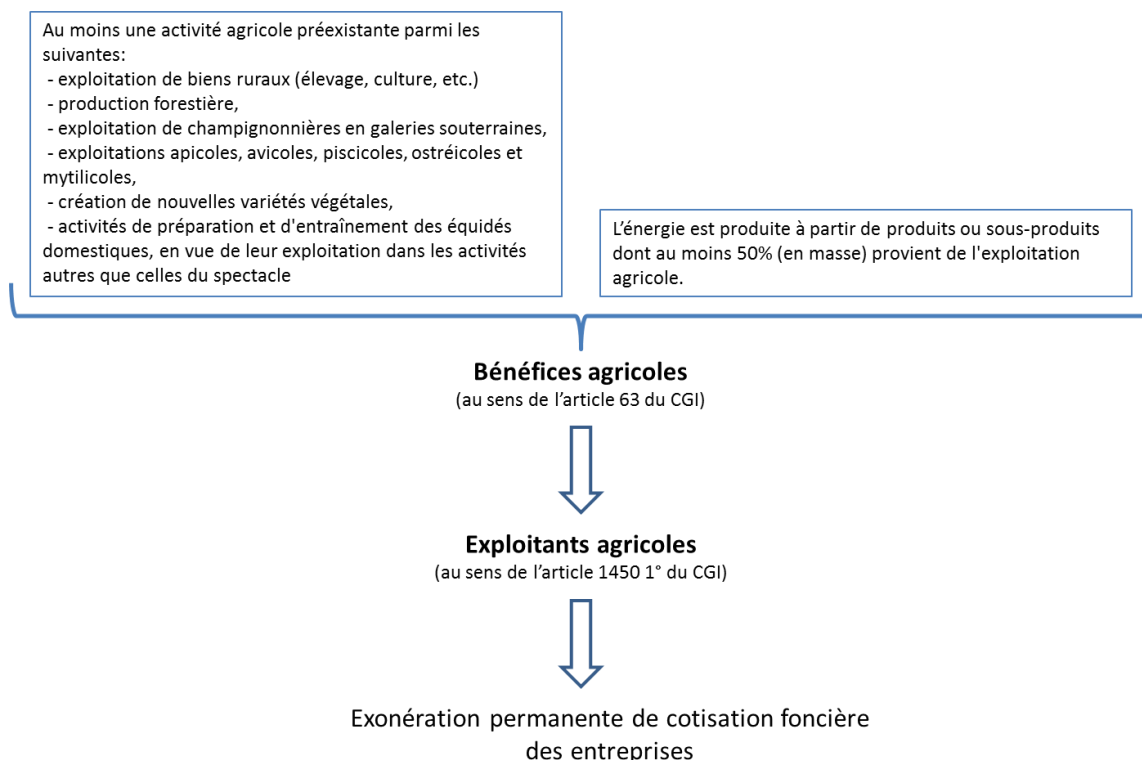 Au moins une activité agricole préexistante parmi les
suivantes:
- exploitation de biens ruraux (élevage, culture, etc.)
- production forestière,
- exploitation de champignonnières en galeries souterraines,
- exploitations apicoles, avicoles, piscicoles, ostréicoles et
mytilicoles,
- création de nouvelles variétés végétales,
- activités de préparation et d'entraînement des équidés
domestiques, en vue de leur exploitation dans les activités
autres que celles du spectacle
L'énergie est produite à partir de produits ou sous-produits
dont au moins 50% (en masse) provient de l'exploitation
agricole.
Bénéfices agricoles
(au sens de l'article 63 du CGI)
Exploitants agricoles
(au sens de l'article 1450 1° du CGI)
Exonération permanente de cotisation foncière
des entreprises